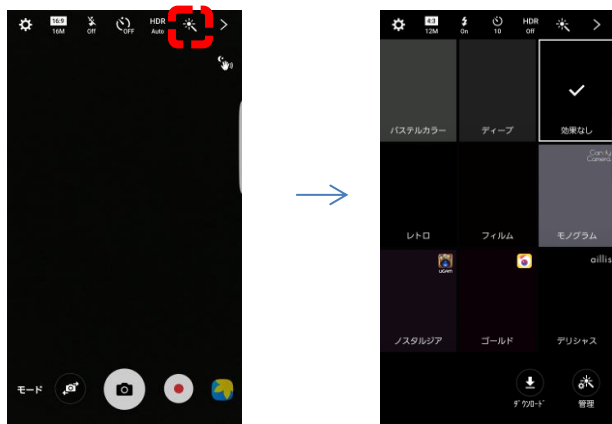 16:9
16M
Off
OFF
HDR
Auto
モード
4:3
12M
On
10
HDR
Off
パステルカラー
ディープ
効果なし
Candy
Camera
レトロ
フィルム
モノグラム
UCAM
aillis
ノスタルジア
ゴールド
デリシャス
ダウンロード
管理